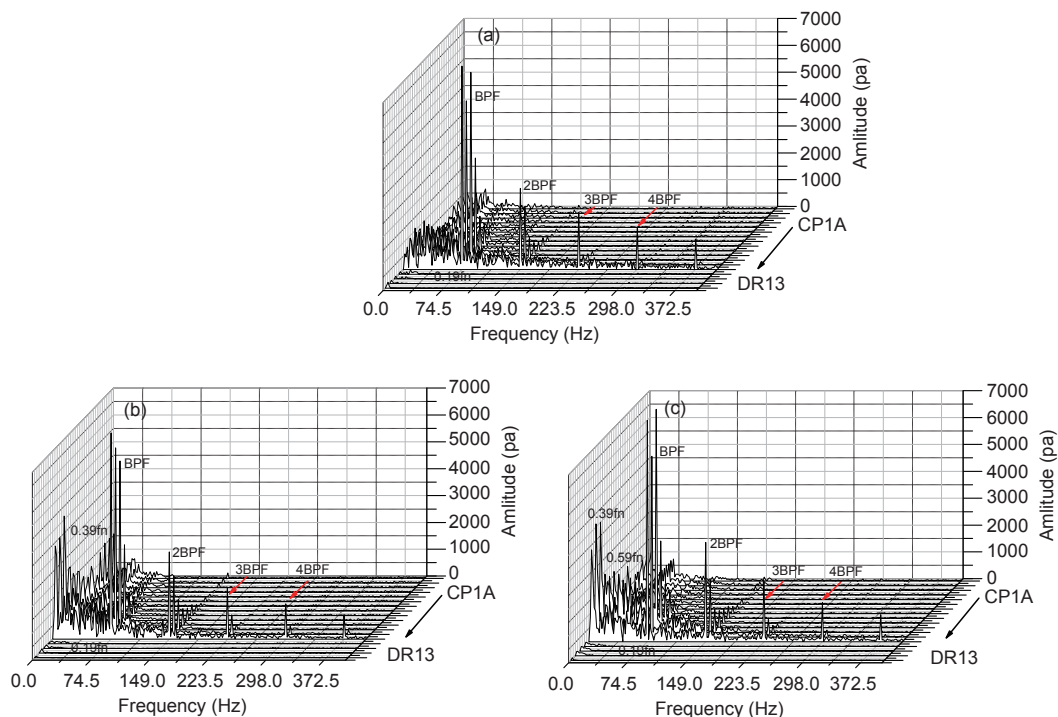 (a)
7000
6000
5000
4000
3000
2000
1000
0
Amlitude (pa)
BPF
2BPF
3BPF
4BPF
0.19fn
CP1A
DR13
0.0 74.5 149.0 223.5 298.0 372.5
Frequency (Hz)
(b)
7000
6000
5000
4000
3000
2000
1000
0
Amlitude (pa)
BPF
0.39fn
2BPF
3BPF
4BPF
0.19fn
CP1A
DR13
0.0 74.5 149.0 223.5 298.0 372.5
Frequency (Hz)
(c)
7000
6000
5000
4000
3000
2000
1000
0
Amlitude (pa)
BPF
0.39fn
0.59fn
2BPF
3BPF
4BPF
0.19fn
CP1A
DR13
0.0 74.5 149.0 223.5 298.0 372.5
Frequency (Hz)